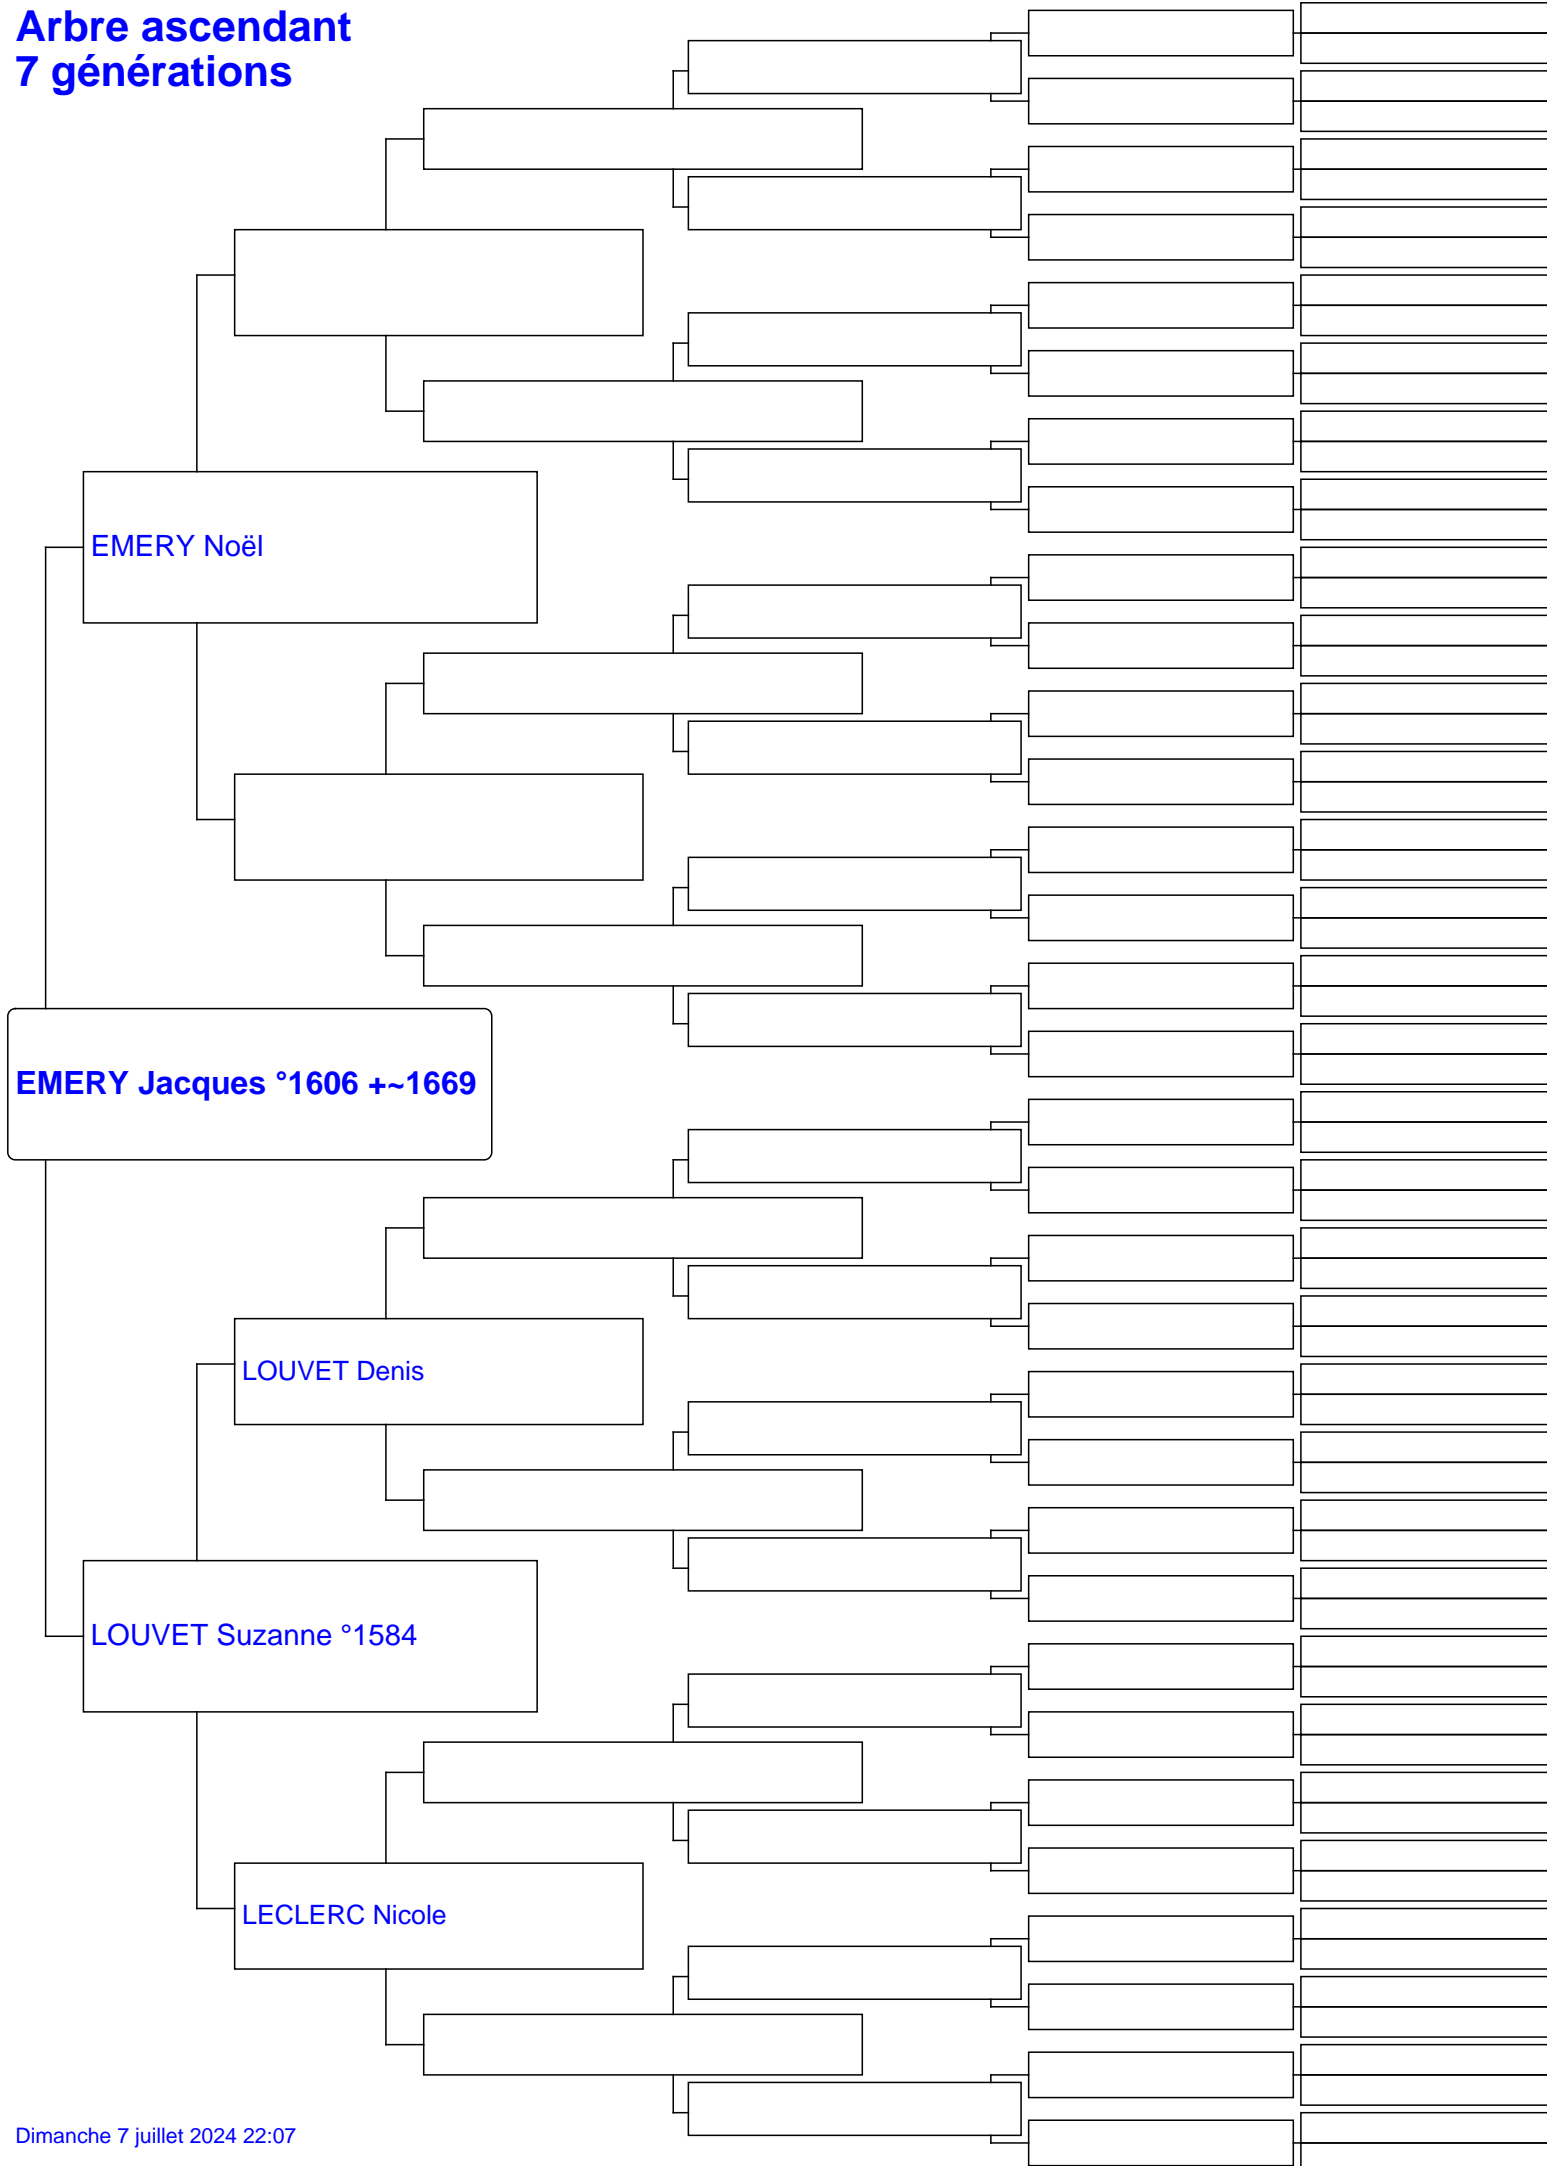 Arbre ascendant
7 générations
EMERY Noël
EMERY Jacques °1606 +~1669
LOUVET Denis
LOUVET Suzanne °1584
LECLERC Nicole
Dimanche 7 juillet 2024 22:07